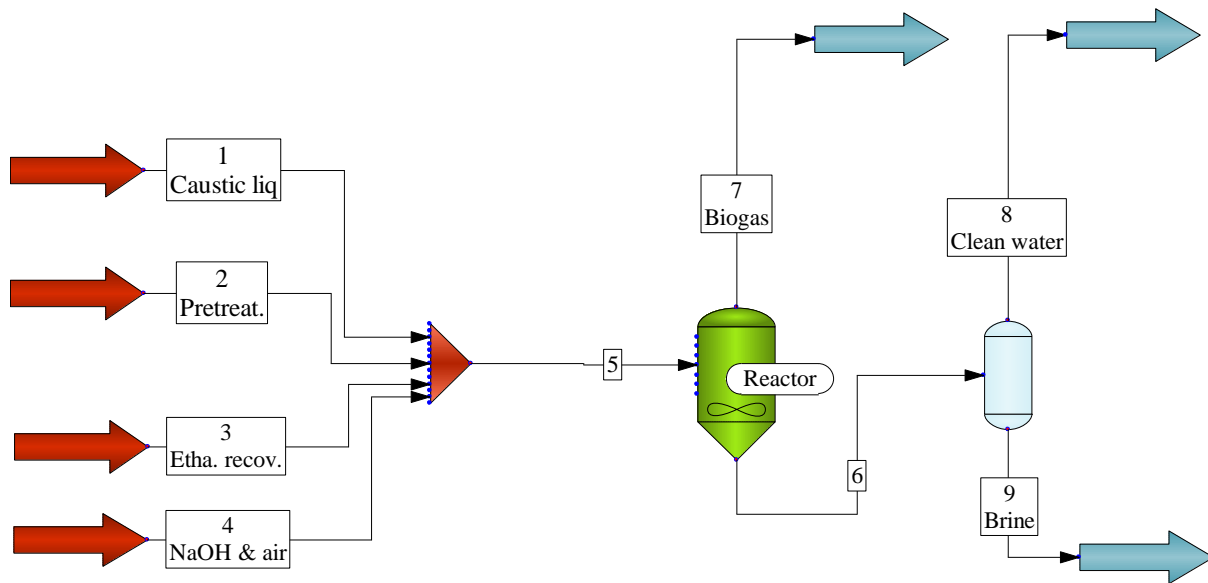 1
Caustic liq
2
Pretreat.
3
Etha. recov.
4
NaOH & air
5
Reactor
6
7
Biogas
8
Clean water
9
Brine